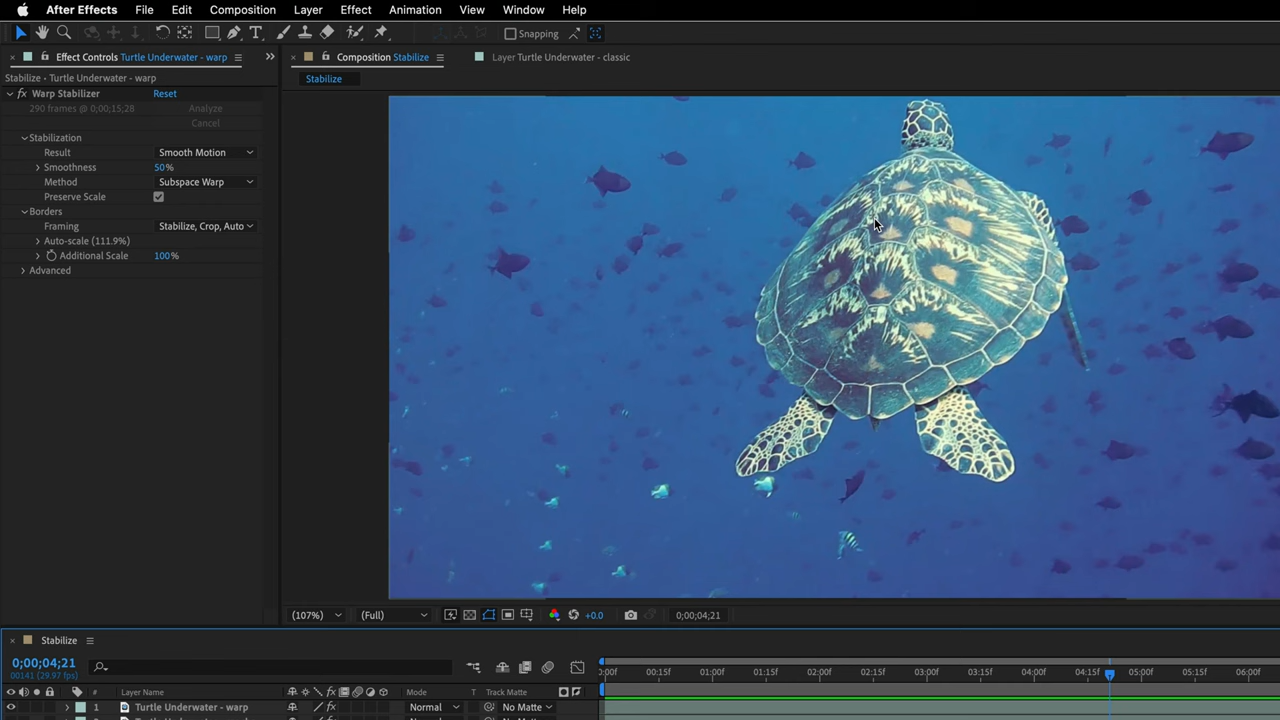 After Effects File Edit Composition Layer Effect Animation View Window Help
Snapping
Effect Controls Turtle Underwater - warp
Composition Stabilize
Layer Turtle Underwater - classic
Stabilize • Turtle Underwater - warp
Stabilize
fx Warp Stabilizer Reset
290 frames @ 0;00;15;28 Analyze
Cancel
Stabilization
Result Smooth Motion
Smoothness 50%
Method Subspace Warp
Preserve Scale
Borders
Framing Stabilize, Crop, Auto
Auto-scale (111.9%)
Additional Scale 100%
Advanced
(107%) (Full) +0.0 0;00;04;21
Stabilize
0;00;04;21
00141 (29.97 fps)
:00f 00:15f 01:00f 01:15f 02:00f 02:15f 03:00f 03:15f 04:00f 04:15f 05:00f 05:15f 06:00f
# Layer Name fx Mode T Track Matte
1 Turtle Underwater - warp fx Normal No Matte